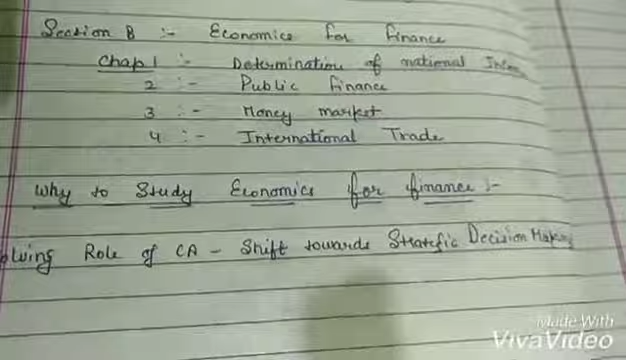 Section B :- Economics for finance
Chap 1 :- Determination of national
2 :- Public finance
3 :- Money market
4 :- International Trade
Why to Study Economics for finance :-
Role of CA - Shift towards Strategic Decision Making
Made With
VivaVideo